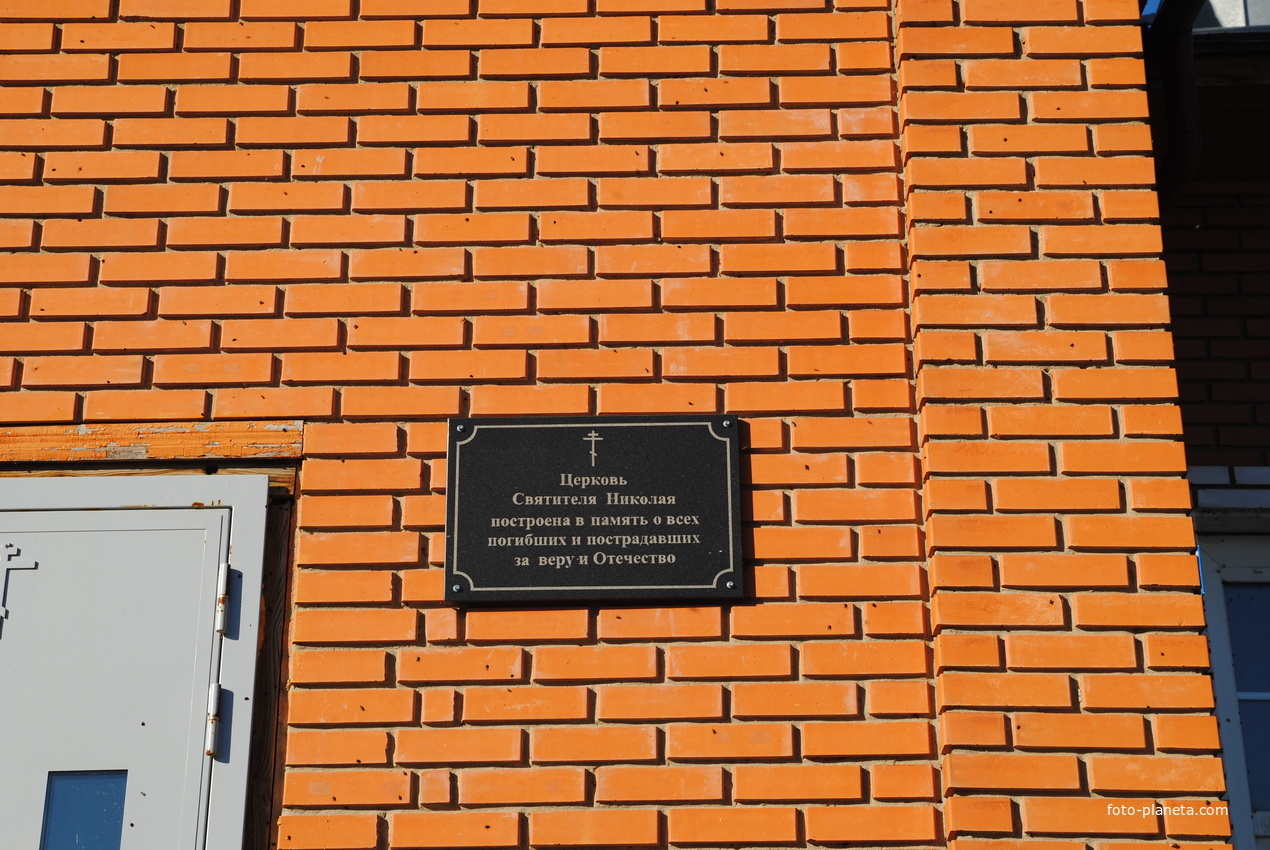 Церковь
Святителя Николая
построена в память о всех
погибших и пострадавших
за веру и Отечество
foto-planeta.com